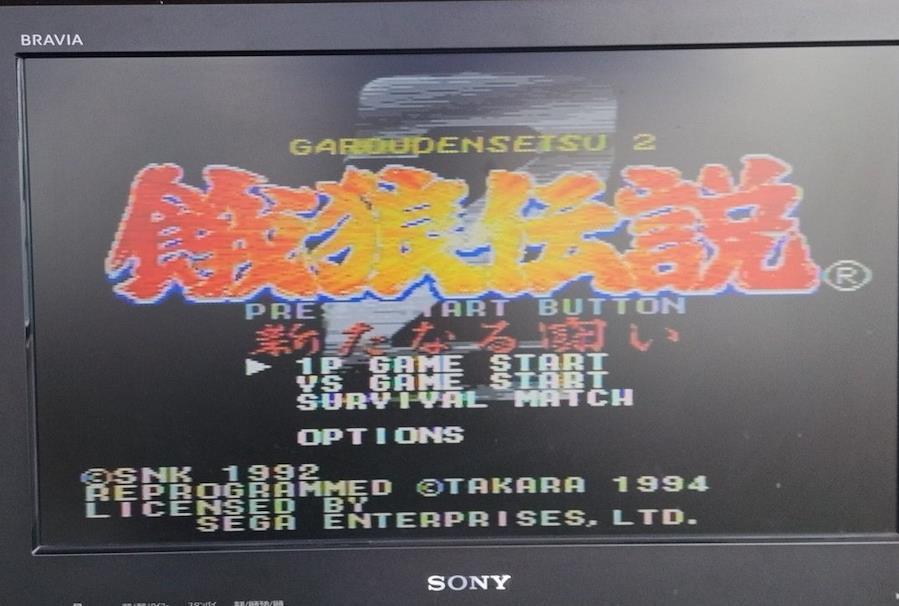 BRAVIA
GAROUDENSETSU 2
餓狼伝説®
PRESS START BUTTON
新たなる闘い
▶ 1P GAME START
VS GAME START
SURVIVAL MATCH
OPTIONS
©SNK 1992
REPROGRAMMED ©TAKARA 1994
LICENSED BY
SEGA ENTERPRISES, LTD.
SONY